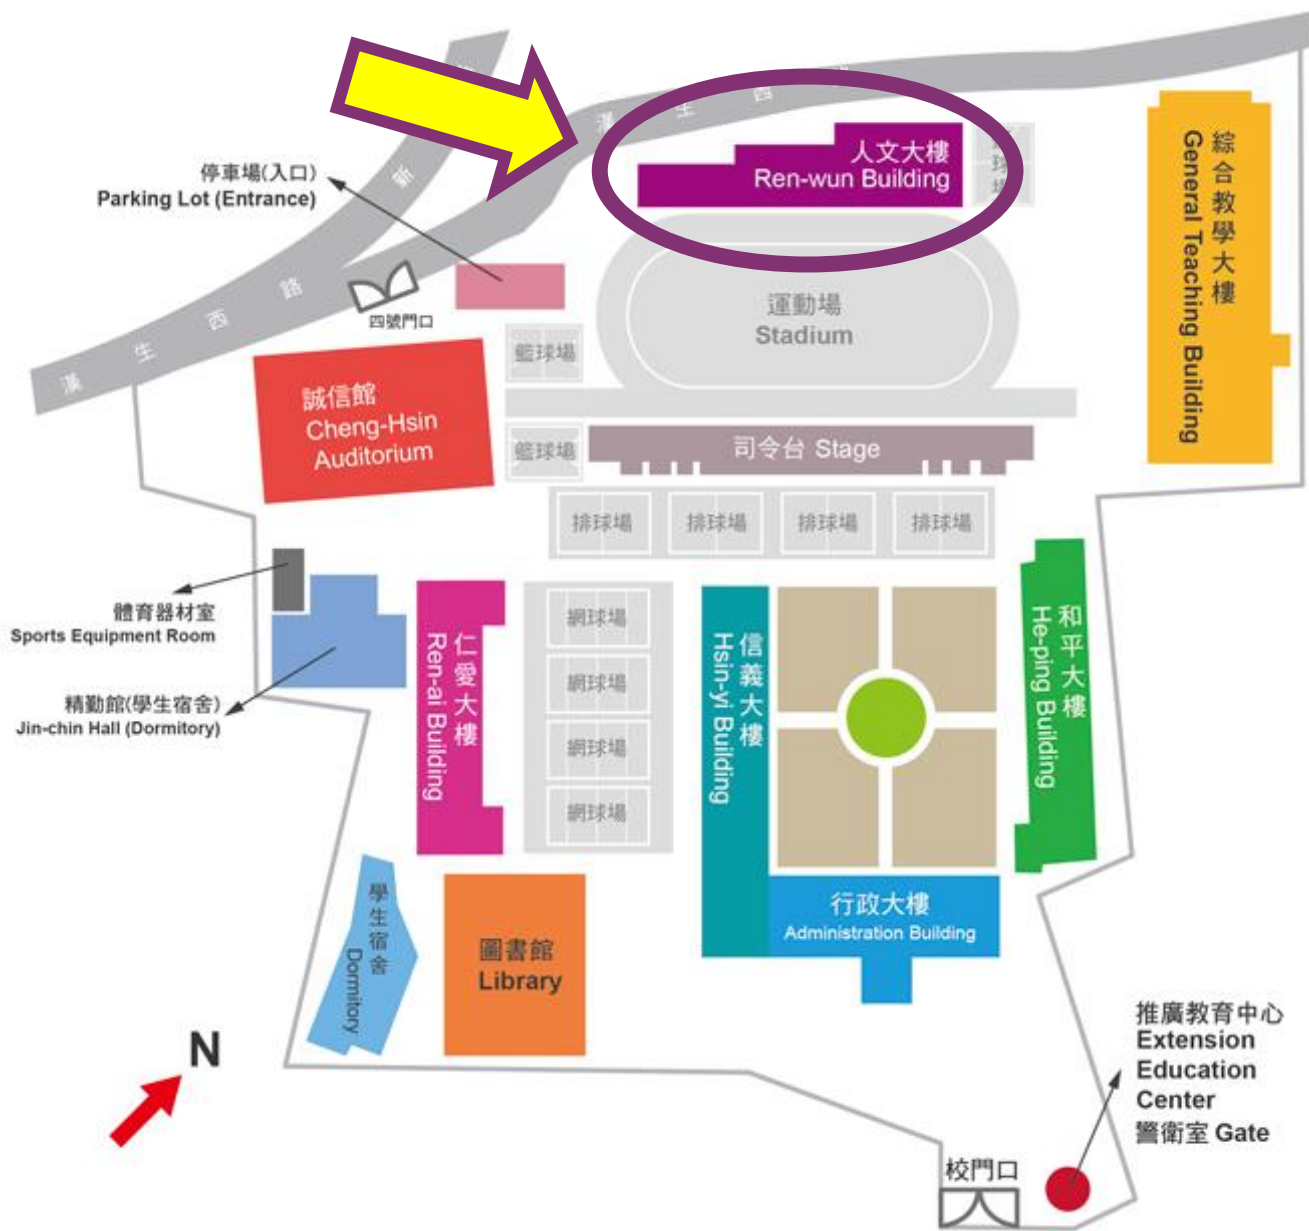 漢生西路
人文大樓
Ren-wun Building
綜合教學大樓
General Teaching Building
停車場(入口)
Parking Lot (Entrance)
新
漢生西路
四號門口
運動場
Stadium
籃球場
誠信館
Cheng-Hsin
Auditorium
籃球場
司令台 Stage
排球場
排球場
排球場
排球場
體育器材室
Sports Equipment Room
精勤館(學生宿舍)
Jin-chin Hall (Dormitory)
仁愛大樓
Ren-ai Building
網球場
網球場
網球場
網球場
信義大樓
Hsin-yi Building
和平大樓
He-ping Building
行政大樓
Administration Building
學生宿舍
Dormitory
圖書館
Library
N
推廣教育中心
Extension
Education
Center
警衛室 Gate
校門口